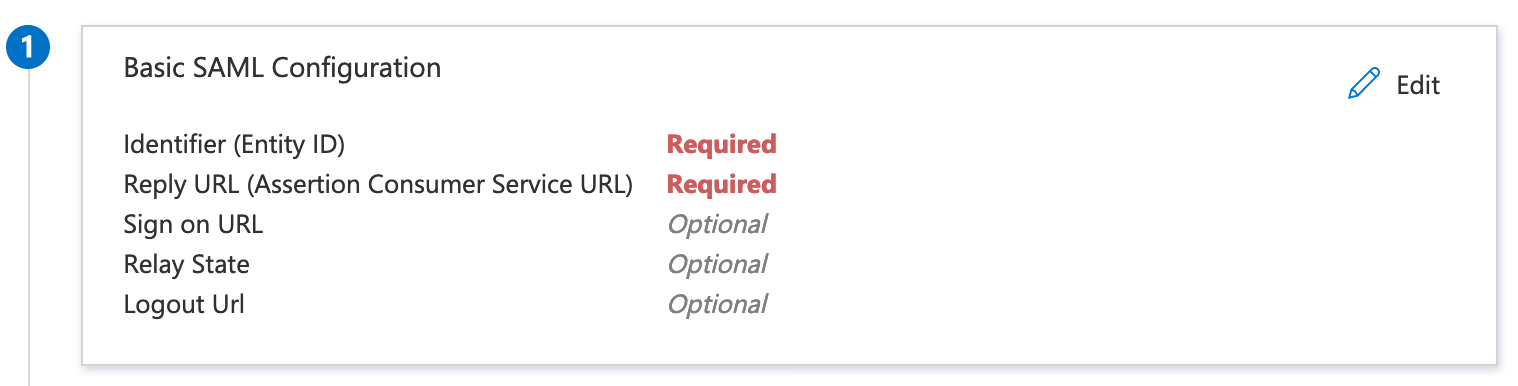 1
Basic SAML Configuration
Edit
Identifier (Entity ID) Required
Reply URL (Assertion Consumer Service URL) Required
Sign on URL Optional
Relay State Optional
Logout Url Optional